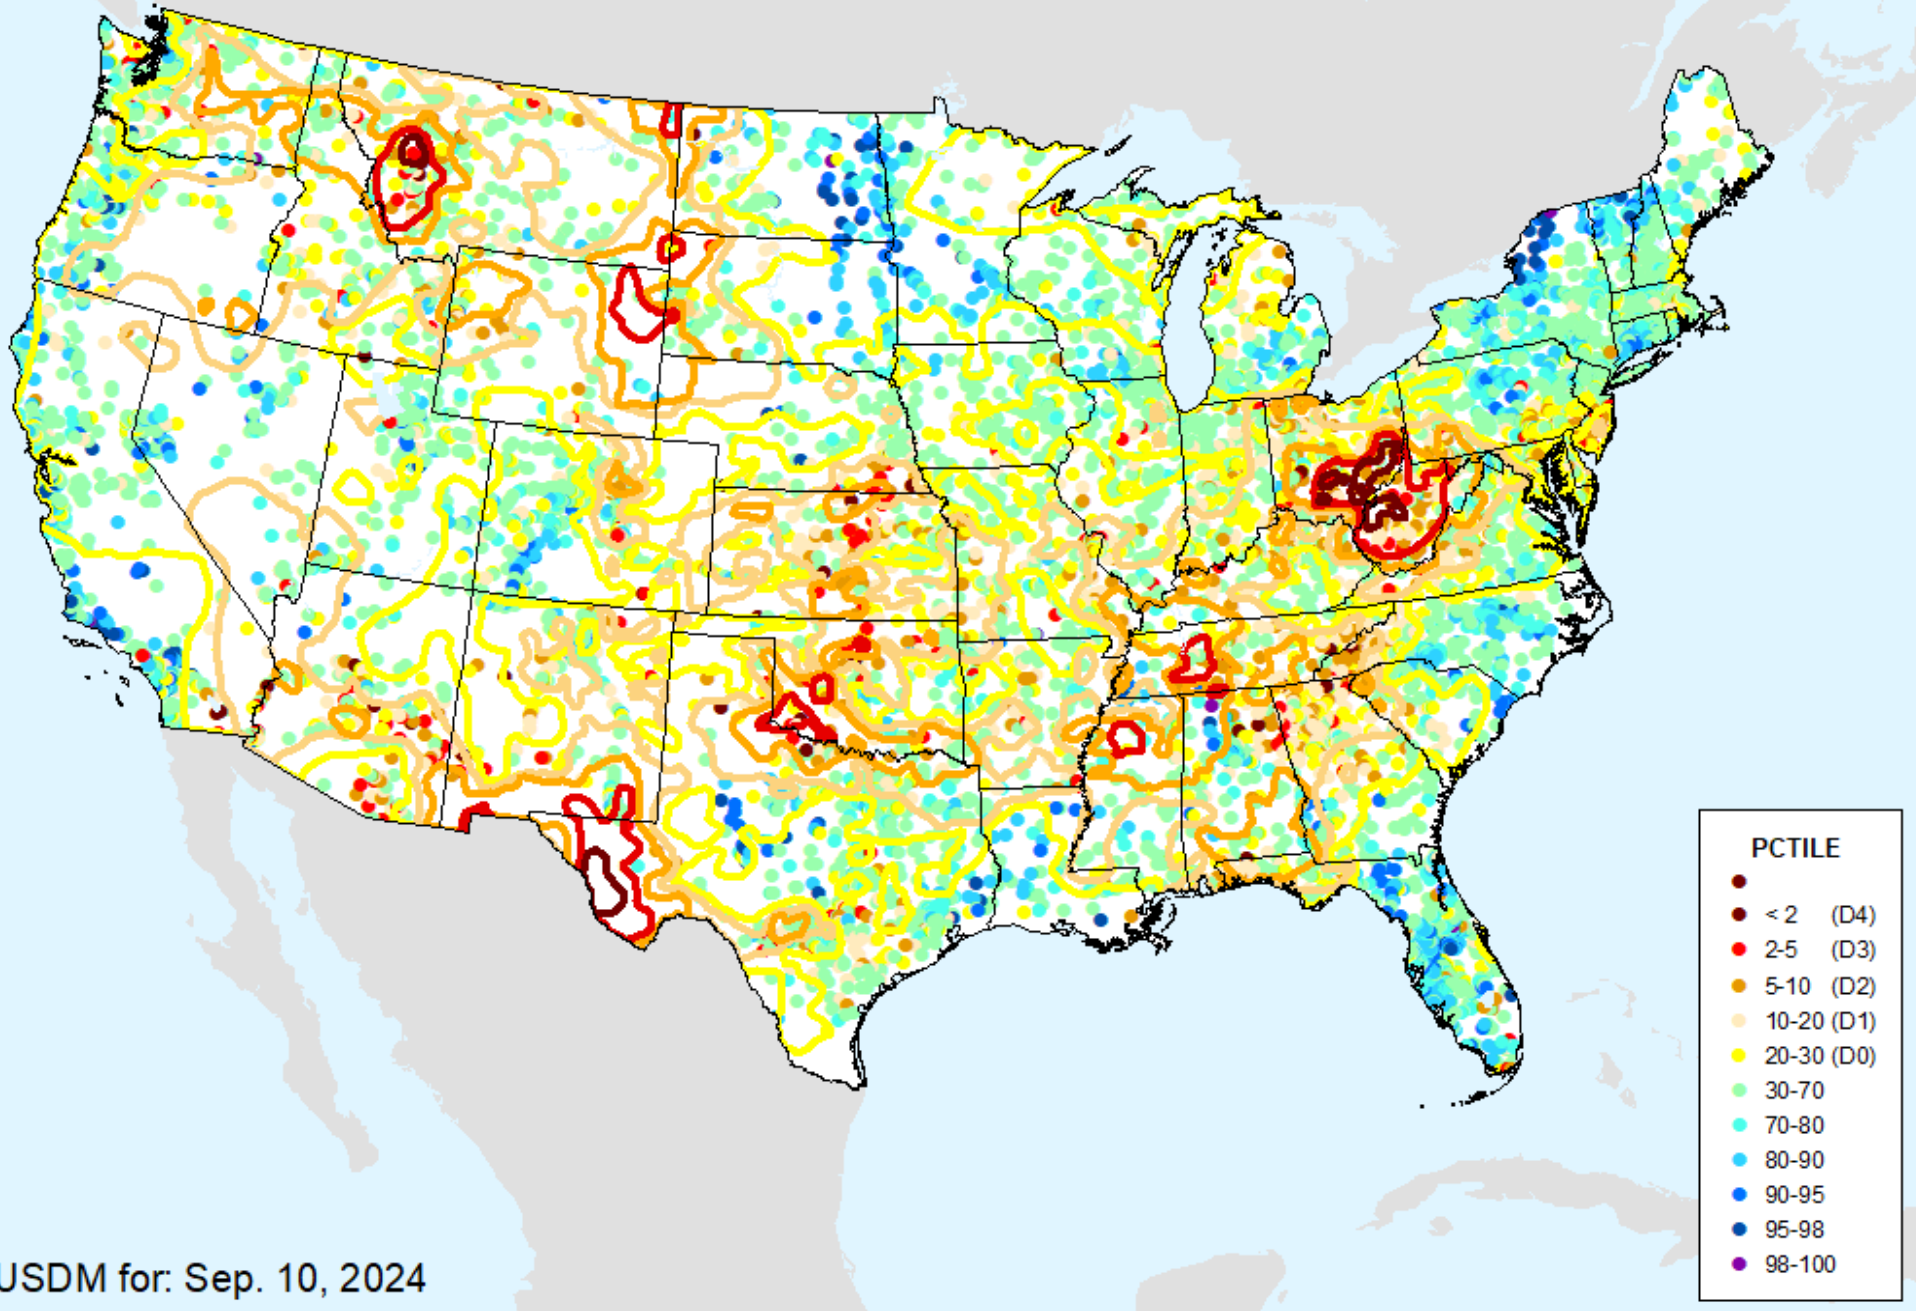 PCTILE
< 2 (D4)
2-5 (D3)
5-10 (D2)
10-20 (D1)
20-30 (D0)
30-70
70-80
80-90
90-95
95-98
98-100
USDM for: Sep. 10, 2024